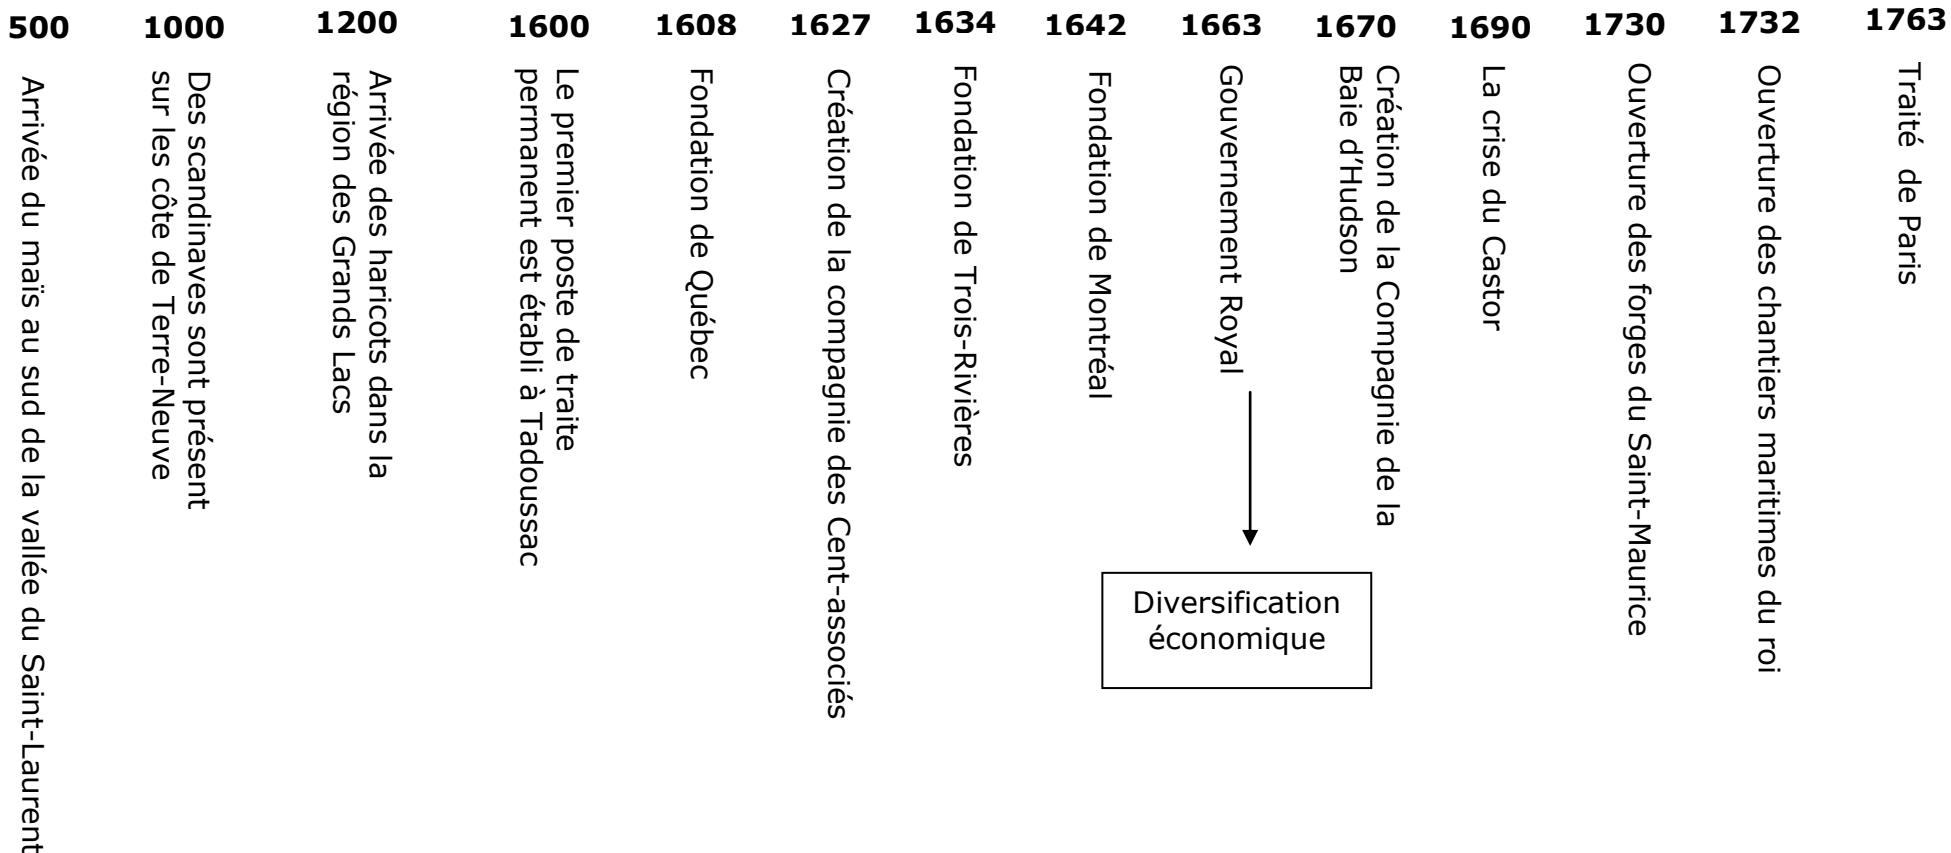 500
Arrivée du maïs au sud de la vallée du Saint-Laurent
1000
Des scandinaves sont présent
sur les côte de Terre-Neuve
1200
Arrivée des haricots dans la
région des Grands Lacs
1600
Le premier poste de traite
permanent est établi à Tadoussac
1608
Fondation de Québec
1627
Création de la compagnie des Cent-associés
1634
Fondation de Trois-Rivières
1642
Fondation de Montréal
1663
Gouvernement Royal
Diversification
économique
1670
Création de la Compagnie de la
Baie d'Hudson
1690
La crise du Castor
1730
Ouverture des forges du Saint-Maurice
1732
Ouverture des chantiers maritimes du roi
1763
Traité de Paris